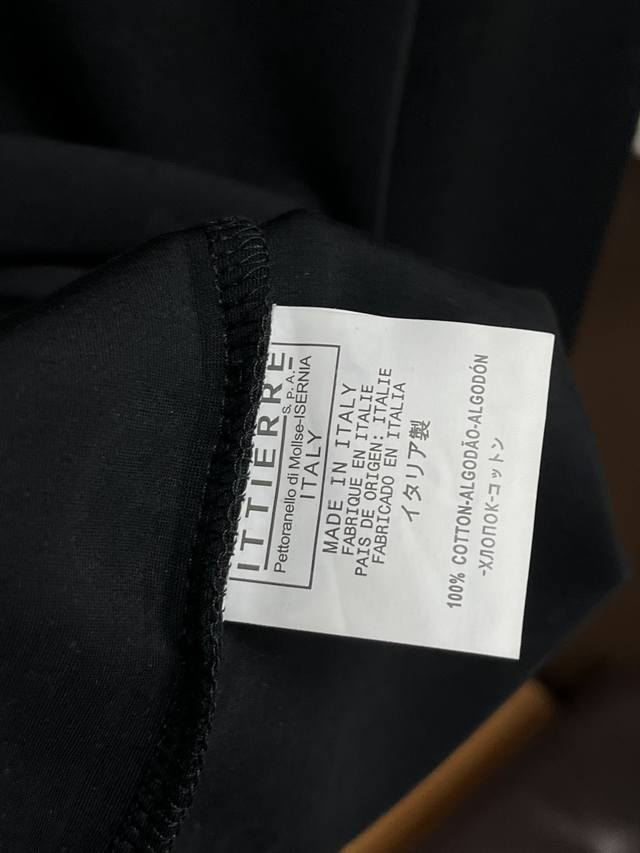 ITTIERRE
S.P.A.
Pettoranello di Molise-ISERNIA
ITALY
MADE IN ITALY
FABRIQUE EN ITALIE
PAIS DE ORIGEN: ITALIE
FABRICADO EN ITALIA
イタリア製
100% COTTON-ALGODÃO-ALGODÓN
-ХЛОПОК-コットン